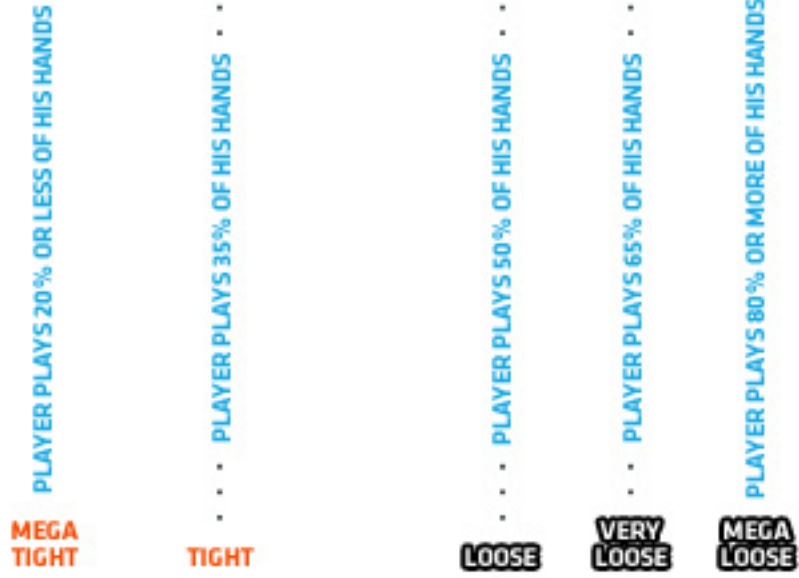 PLAYER PLAYS 20% OR LESS OF HIS HANDS
PLAYER PLAYS 35% OF HIS HANDS
PLAYER PLAYS 50% OF HIS HANDS
PLAYER PLAYS 65% OF HIS HANDS
PLAYER PLAYS 80% OR MORE OF HIS HANDS
MEGA
TIGHT
TIGHT
LOOSE
VERY
LOOSE
MEGA
LOOSE